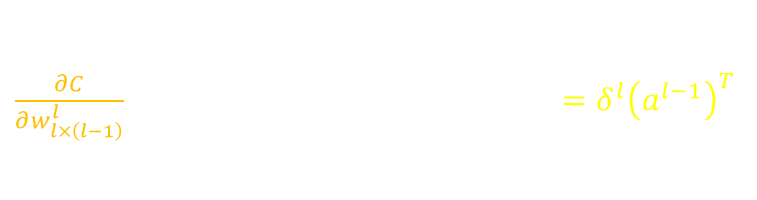 ∂C/∂w^l_{l×(l−1)} = δ^l(a^{l−1})^T